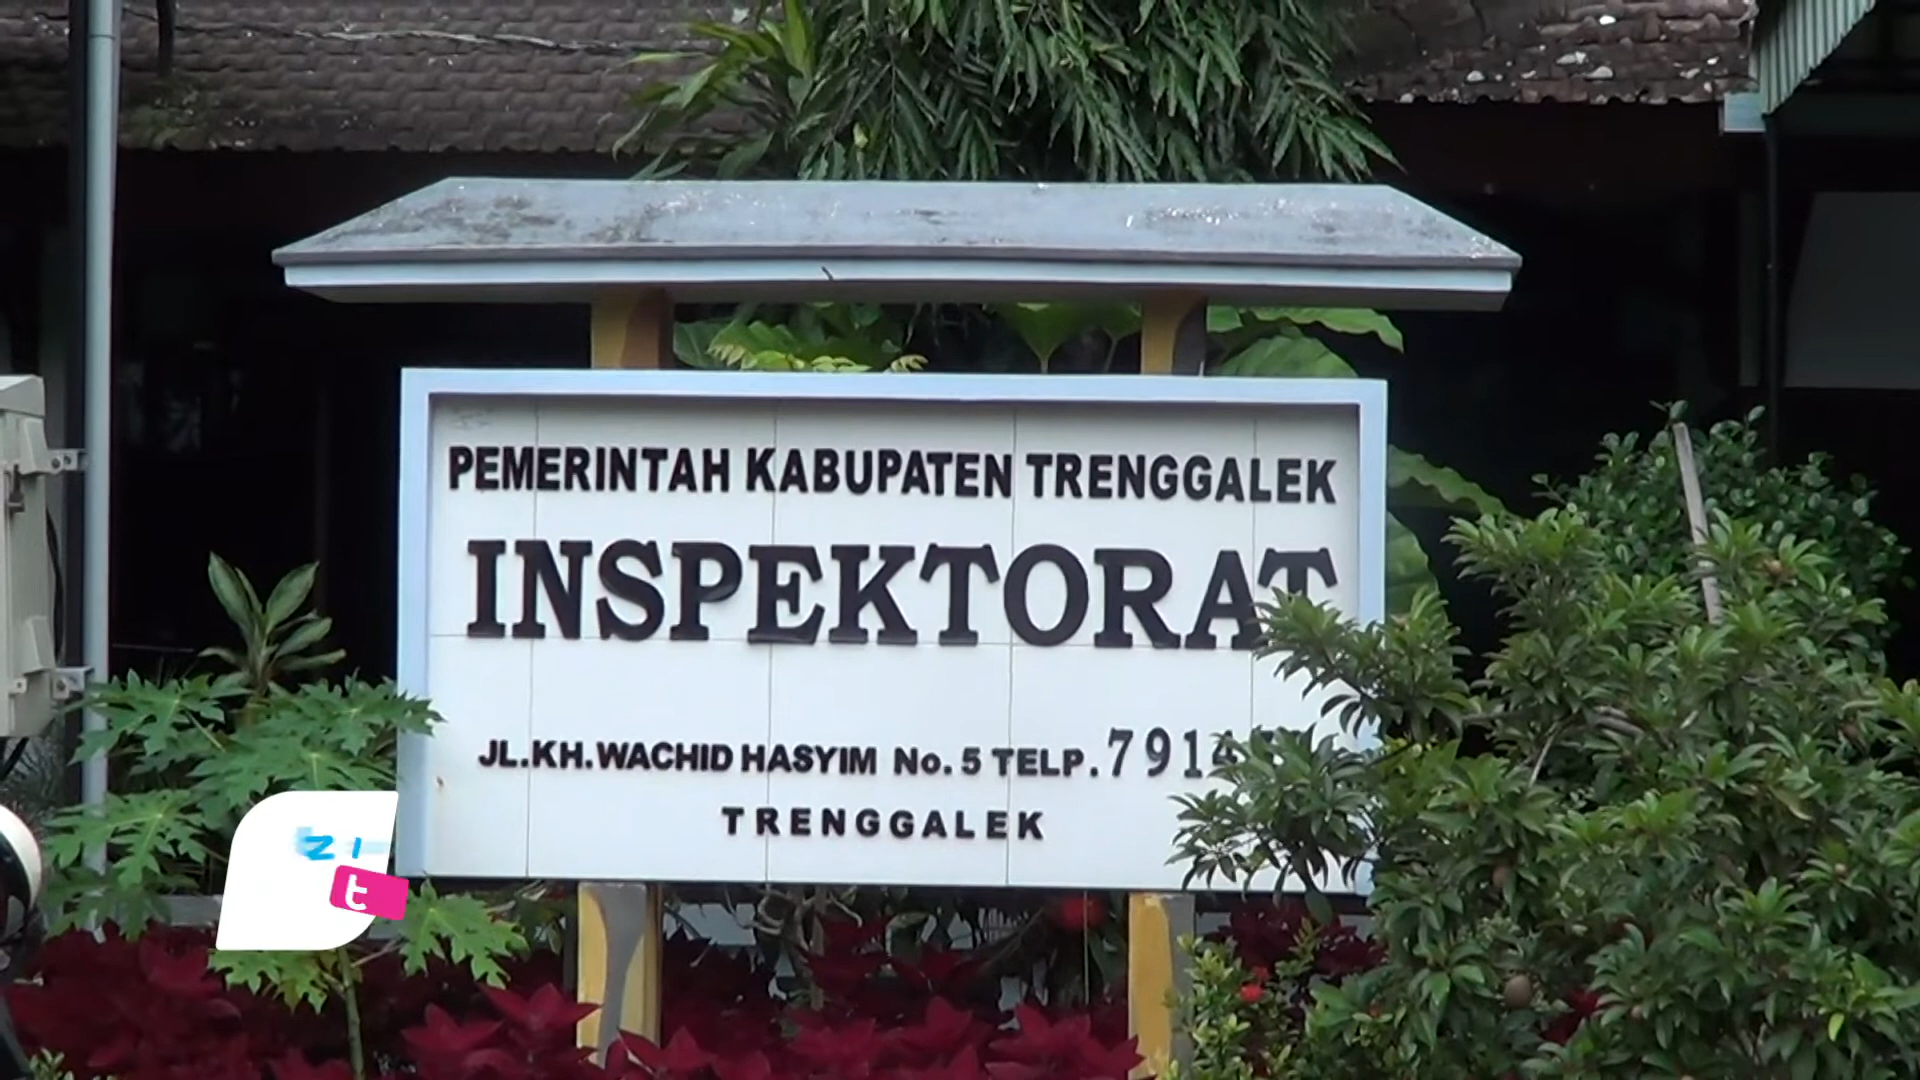 PEMERINTAH KABUPATEN TRENGGALEK
INSPEKTORAT
JL.KH.WACHID HASYIM No. 5 TELP.
TRENGGALEK
t